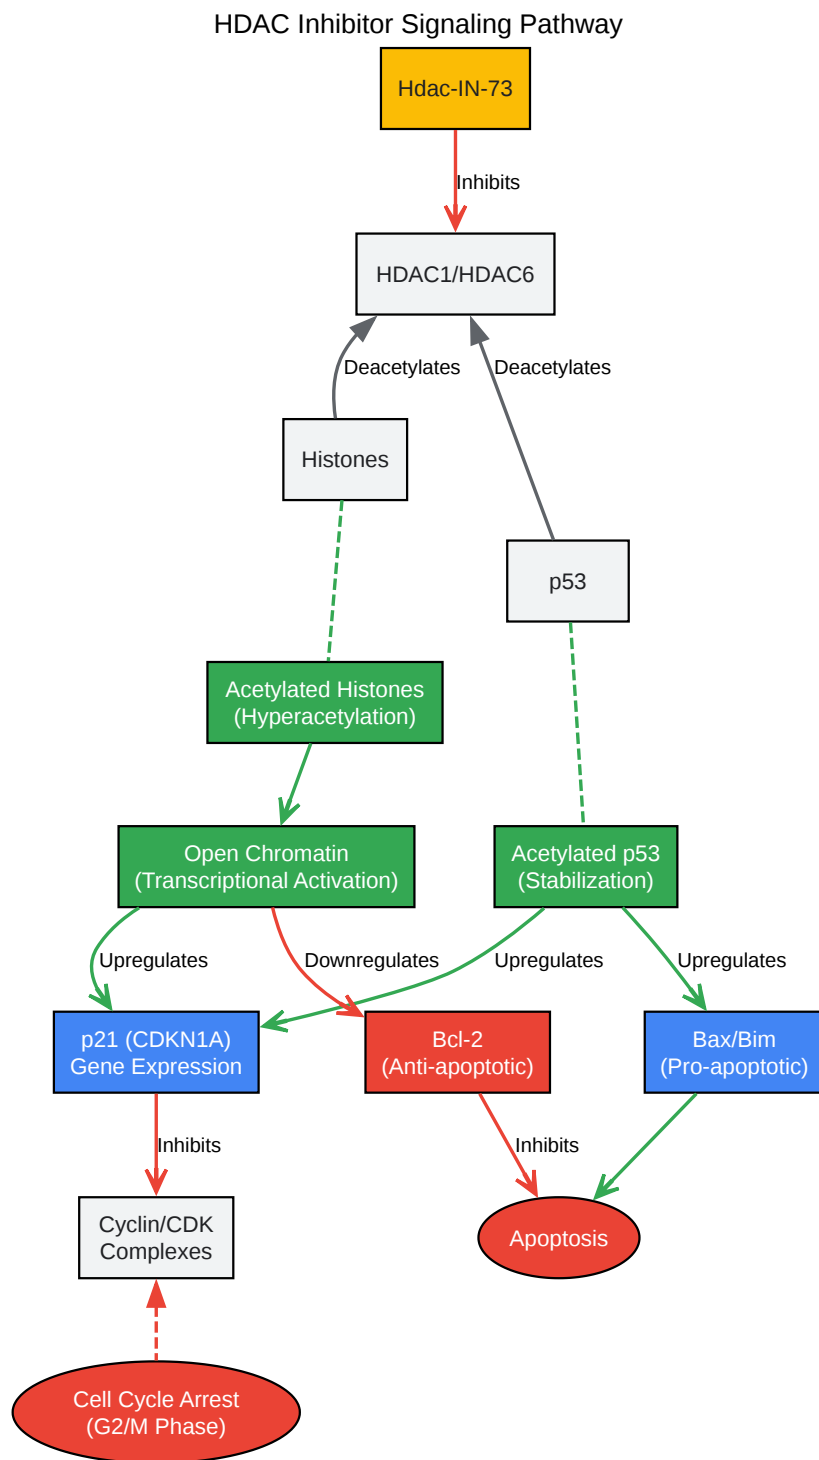 HDAC Inhibitor Signaling Pathway
Hdac-IN-73
Inhibits
HDAC1/HDAC6
Deacetylates
Deacetylates
Histones
p53
Acetylated Histones
(Hyperacetylation)
Open Chromatin
(Transcriptional Activation)
Acetylated p53
(Stabilization)
Upregulates
Downregulates
Upregulates
Upregulates
p21 (CDKN1A)
Gene Expression
Bcl-2
(Anti-apoptotic)
Bax/Bim
(Pro-apoptotic)
Inhibits
Inhibits
Cyclin/CDK
Complexes
Apoptosis
Cell Cycle Arrest
(G2/M Phase)